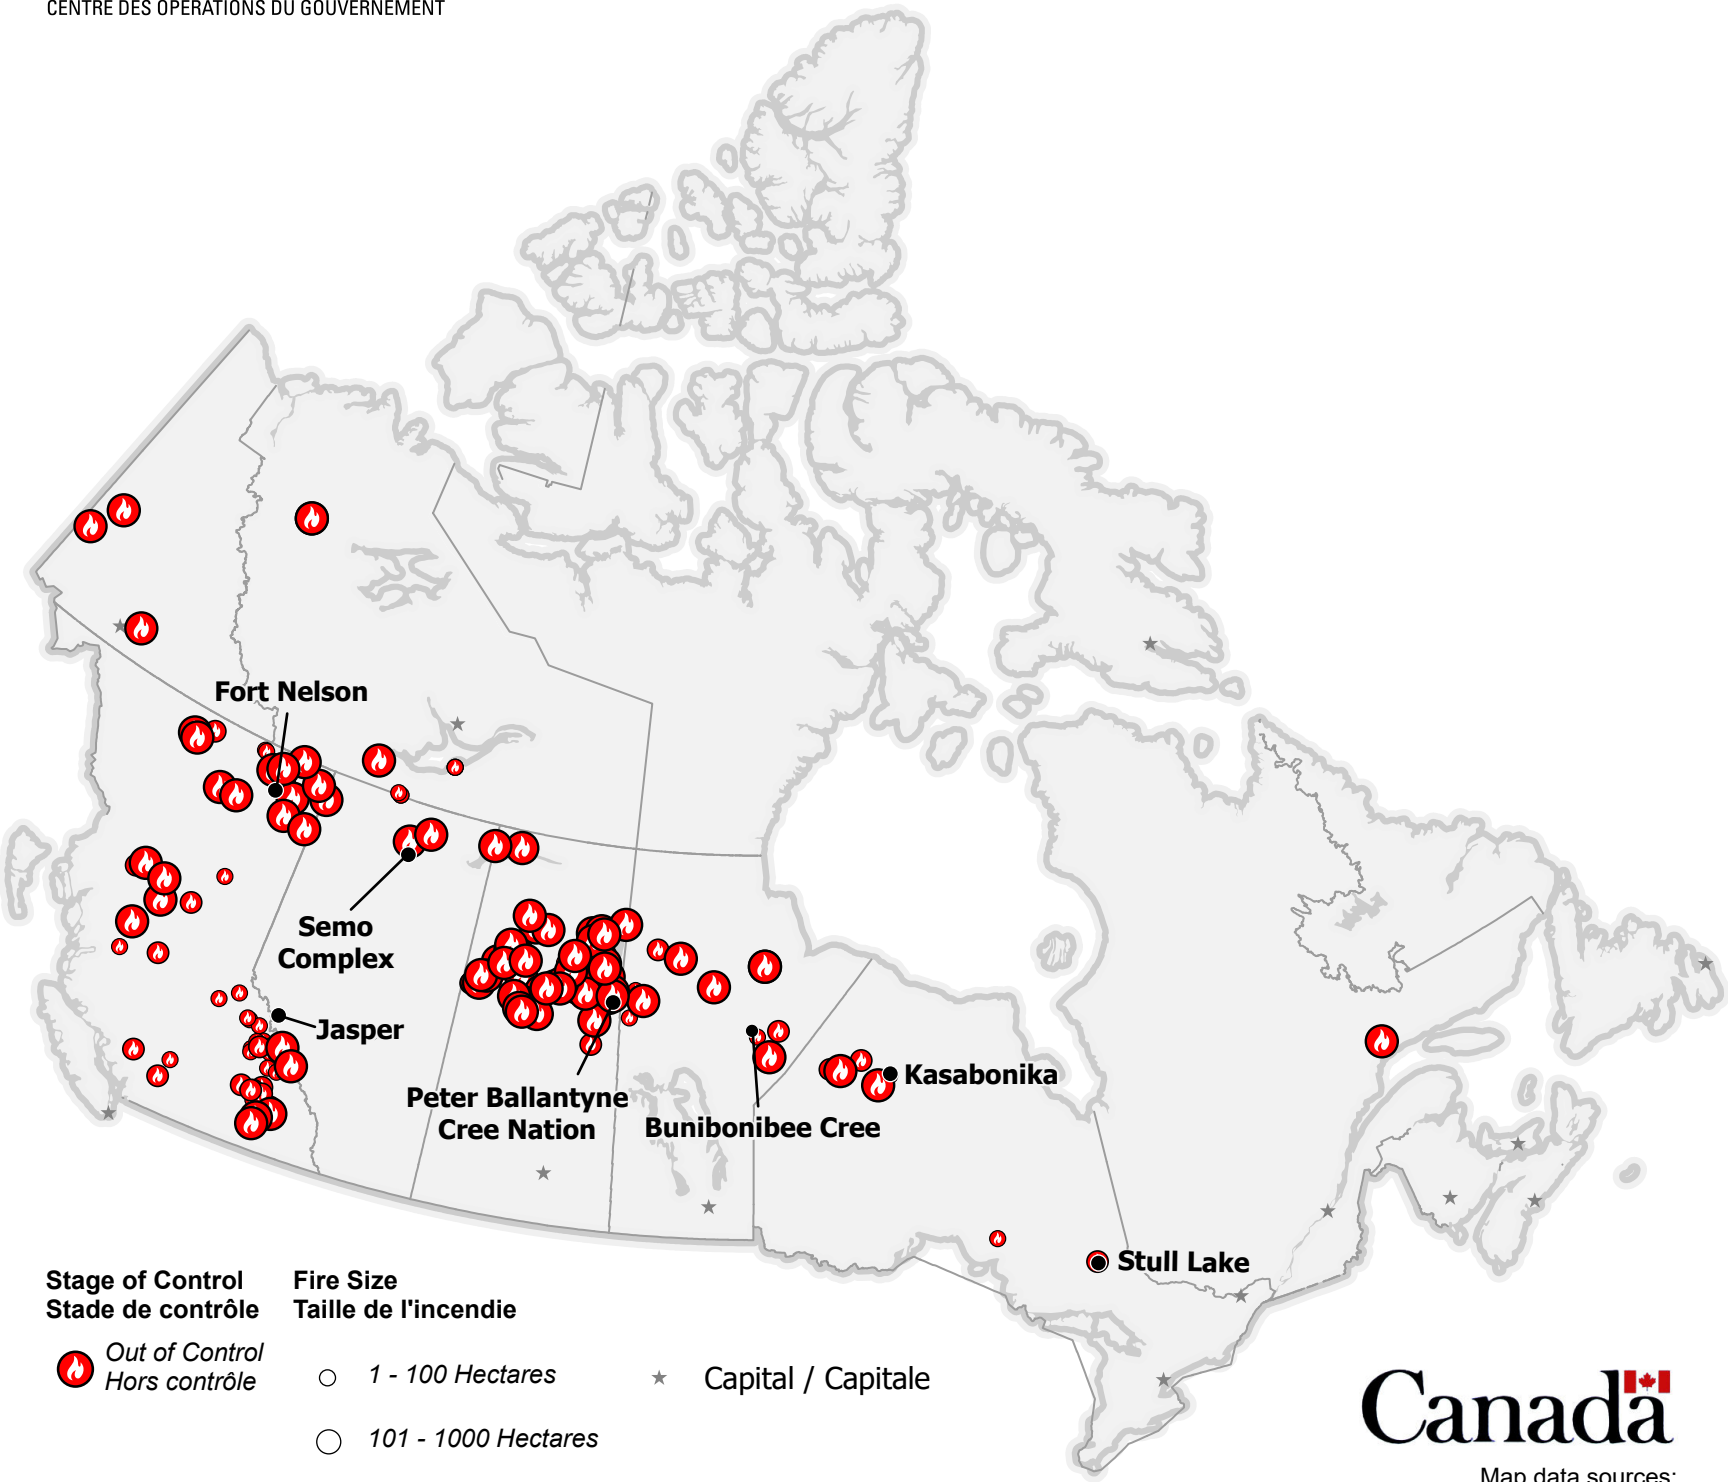 CENTRE DES OPÉRATIONS DU GOUVERNEMENT
Fort Nelson
Semo
Complex
Jasper
Peter Ballantyne
Cree Nation
Bunibonibee Cree
Kasabonika
Stull Lake
Stage of Control
Stade de contrôle
Out of Control
Hors contrôle
Fire Size
Taille de l'incendie
1 - 100 Hectares
101 - 1000 Hectares
Capital / Capitale
Canada
Map data sources: